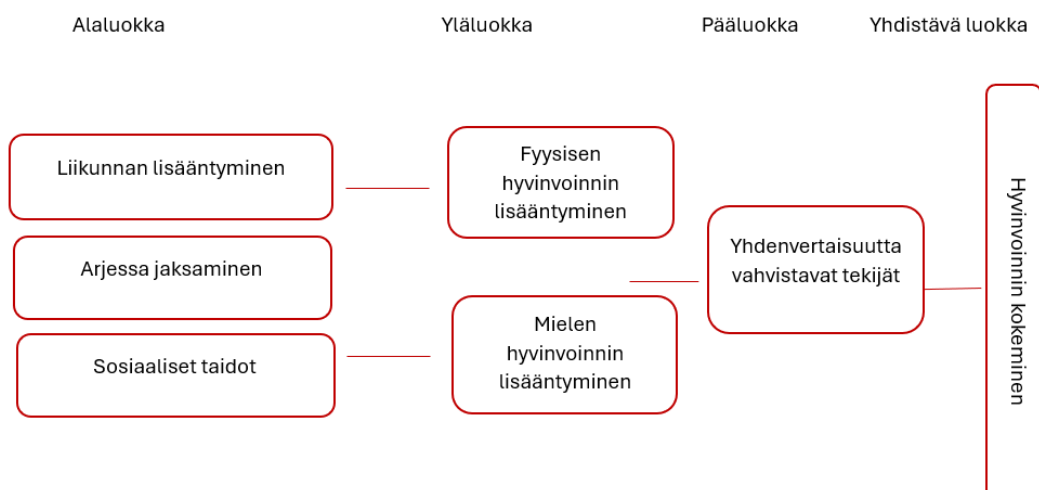 Alaluokka
Yläluokka
Pääluokka
Yhdistävä luokka
Liikunnan lisääntyminen
Arjessa jaksaminen
Sosiaaliset taidot
Fyysisen
hyvinvoinnin
lisääntyminen
Mielen
hyvinvoinnin
lisääntyminen
Yhdenvertaisuutta
vahvistavat tekijät
Hyvinvoinnin kokeminen